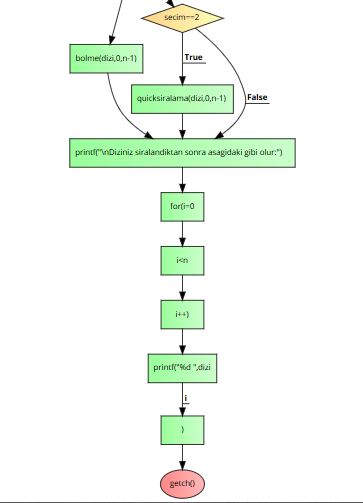 secim==2
bolme(dizi,0,n-1)
True
quicksiralama(dizi,0,n-1)
False
printf("\nDiziniz siralandiktan sonra asagidaki gibi olur:")
for(i=0
i<n
i++)
printf("%d ",dizi
i
)
getch()